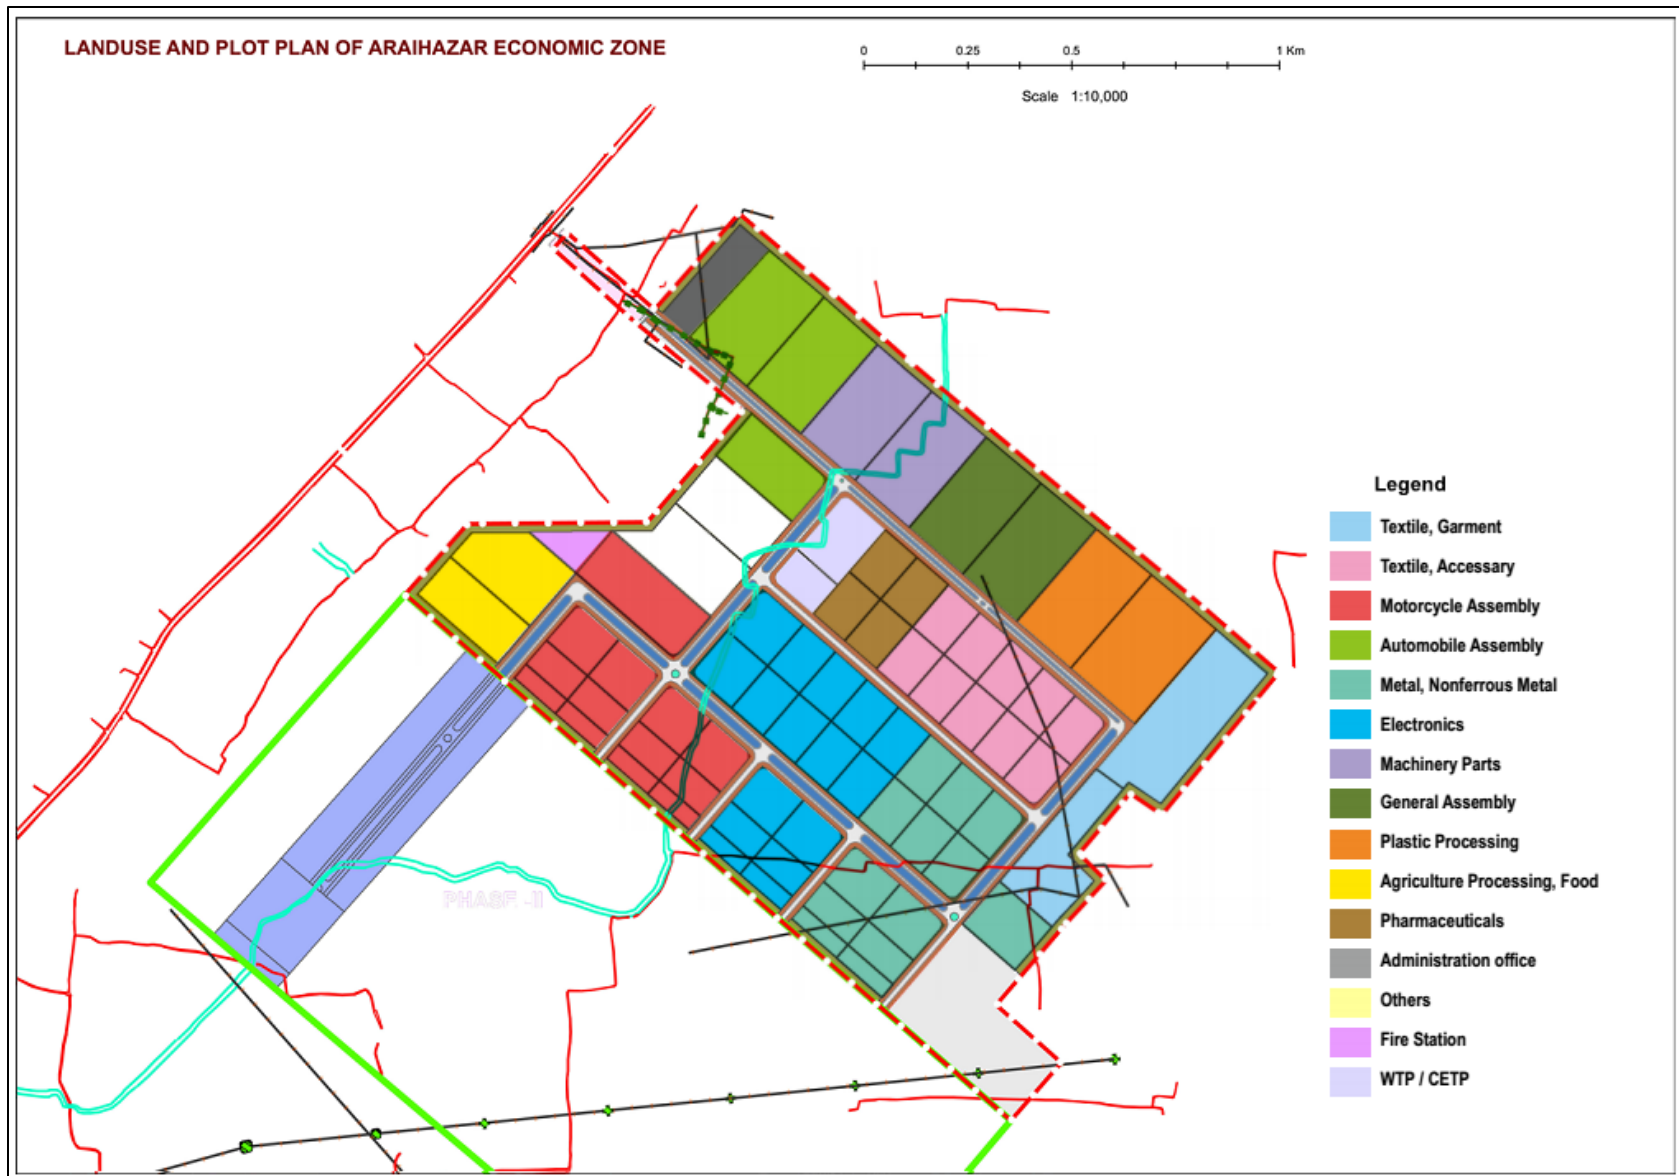 LANDUSE AND PLOT PLAN OF ARAIHAZAR ECONOMIC ZONE
0 0.25 0.5 1 Km
Scale 1:10,000
Legend
Textile, Garment
Textile, Accessary
Motorcycle Assembly
Automobile Assembly
Metal, Nonferrous Metal
Electronics
Machinery Parts
General Assembly
Plastic Processing
Agriculture Processing, Food
Pharmaceuticals
Administration office
Others
Fire Station
WTP / CETP
PHASE -II